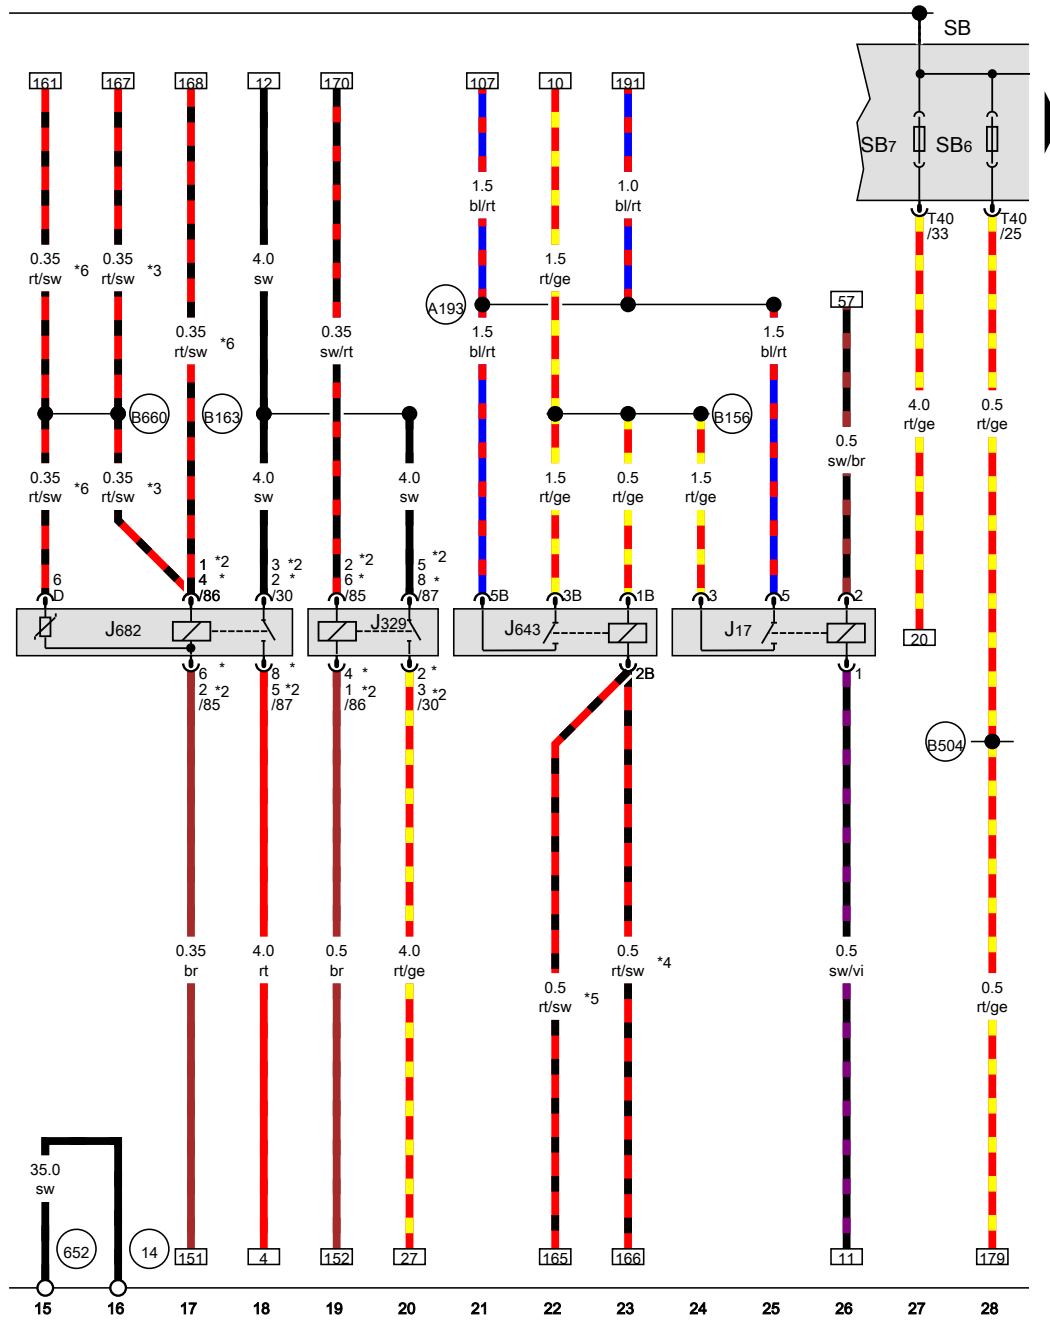 SB
161 167 168 12 170 107 10 191
SB7 SB6
1.5 1.0
bl/rt bl/rt
T40 T40
/33 /25
0.35 0.35 4.0 1.5
rt/sw *6 rt/sw *3 sw rt/ge
A193 57
0.35 0.35 1.5 1.5
rt/sw *6 sw/rt bl/rt bl/rt
4.0 0.5
rt/ge rt/ge
B660 B163 B156
0.5
sw/br
0.35 0.35 4.0 4.0 1.5 0.5 1.5
rt/sw *6 rt/sw *3 sw sw rt/ge rt/ge rt/ge
1 *2 3 *2 2 *2 5 *2
6 4 * 2 * 6 * 8 *
D /86 /30 /85 /87 5B 3B 1B 3 5 2
J682 J329 J643 J17
20
6 * 8 * 4 * 2 * 2B 1
2 *2 5 *2 1 *2 3 *2
/85 /87 /86 /30
B504
0.35 4.0 0.5 4.0 0.5 0.5
br rt br rt/ge rt/sw *4 sw/vi
0.5 0.5
rt/sw *5 rt/ge
35.0
sw
652 14 151 4 152 27 165 166 11 179
15 16 17 18 19 20 21 22 23 24 25 26 27 28